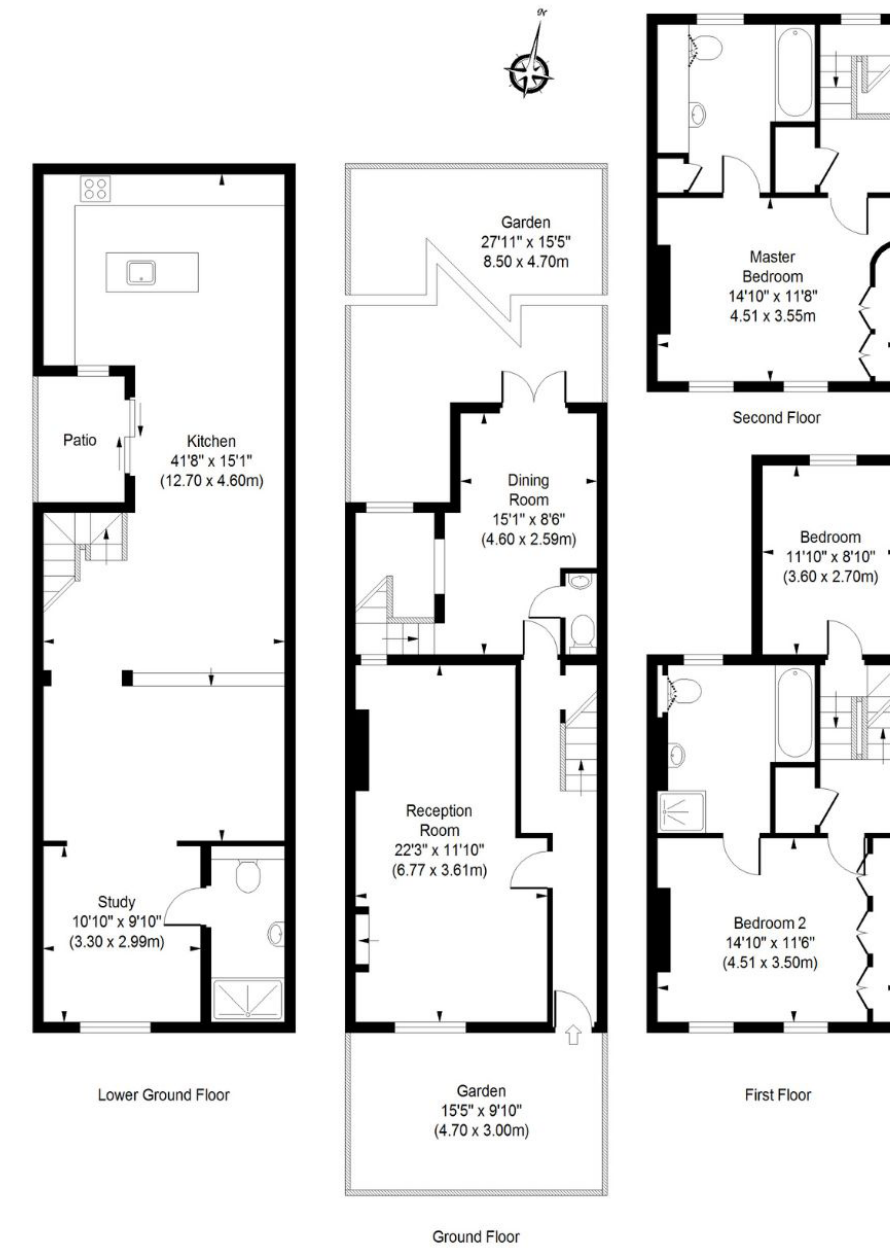 N
Garden
27'11" x 15'5"
8.50 x 4.70m
Master
Bedroom
14'10" x 11'8"
4.51 x 3.55m
Second Floor
Patio
Kitchen
41'8" x 15'1"
(12.70 x 4.60m)
Dining
Room
15'1" x 8'6"
(4.60 x 2.59m)
Bedroom
11'10" x 8'10"
(3.60 x 2.70m)
Reception
Room
22'3" x 11'10"
(6.77 x 3.61m)
Study
10'10" x 9'10"
(3.30 x 2.99m)
Bedroom 2
14'10" x 11'6"
(4.51 x 3.50m)
Lower Ground Floor
Garden
15'5" x 9'10"
(4.70 x 3.00m)
First Floor
Ground Floor